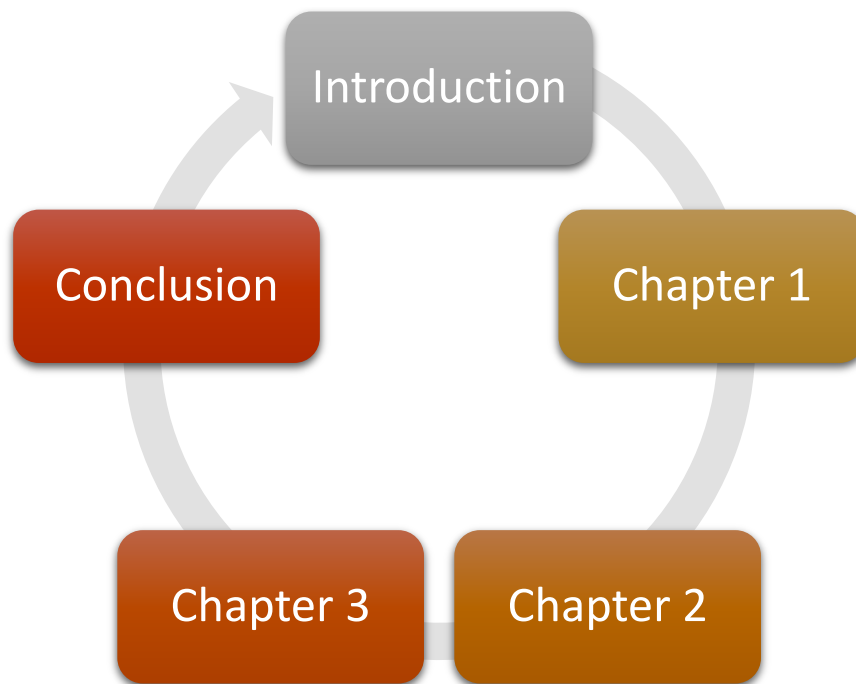 Introduction
Chapter 1
Chapter 2
Chapter 3
Conclusion